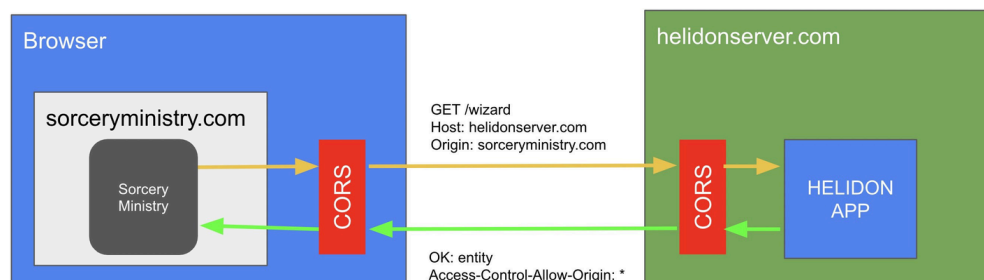 Browser
helidonserver.com
sorceryministry.com
GET /wizard
Host: helidonserver.com
Origin: sorceryministry.com
Sorcery
Ministry
CORS
CORS
HELIDON
APP
OK: entity
Access-Control-Allow-Origin: *